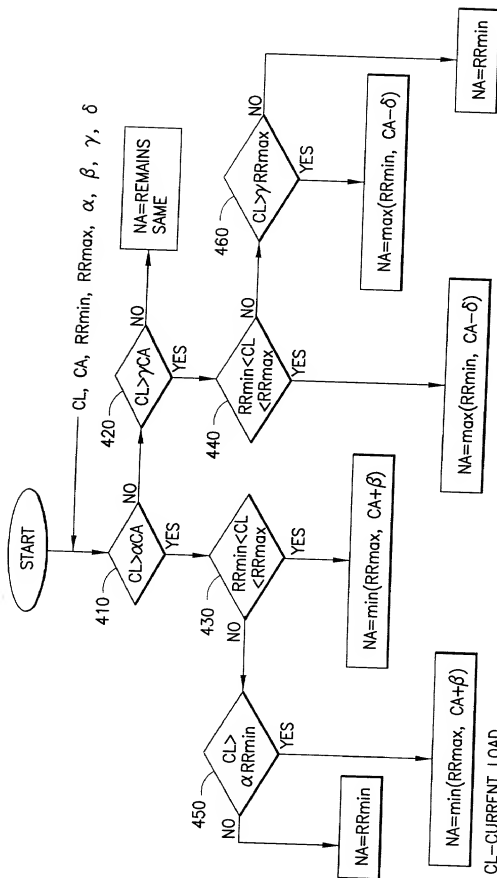 START
CL, CA, RRmin, RRmax, α, β, γ, δ
410
CL>αCA
NO
YES
420
CL>γCA
NO
YES
NA=REMAINS
SAME
430
RRmin<CL
<RRmax
NO
YES
440
RRmin<CL
<RRmax
NO
YES
450
CL>
αRRmin
NO
YES
460
CL>γRRmax
NO
YES
NA=RRmin
NA=min(RRmax, CA+β)
NA=min(RRmax, CA+β)
NA=max(RRmin, CA−δ)
NA=max(RRmin, CA−δ)
NA=RRmin
CL−CURRENT LOAD